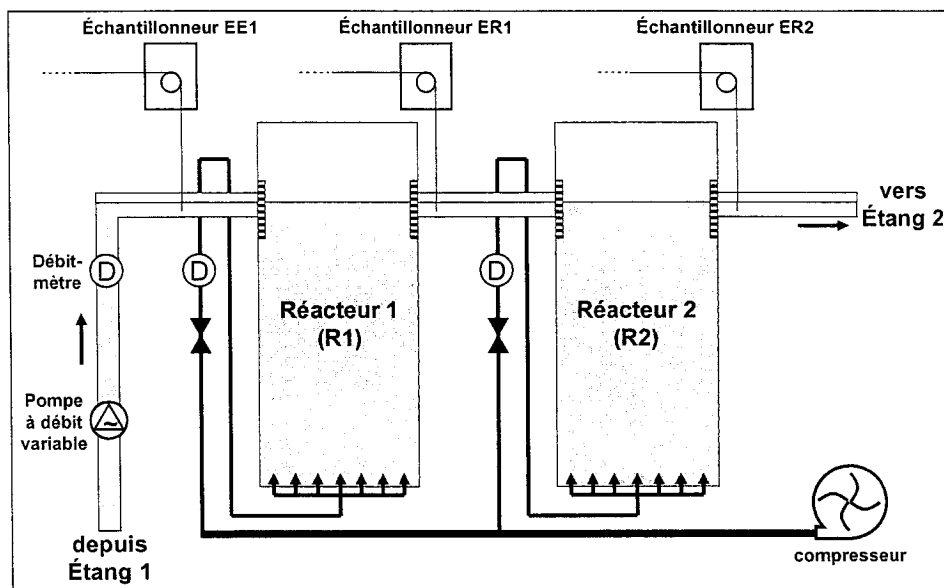 Échantillonneur EE1
Échantillonneur ER1
Échantillonneur ER2
vers
Étang 2
Débit-
mètre
D
D
D
Réacteur 1
(R1)
Réacteur 2
(R2)
Pompe
à débit
variable
~
depuis
Étang 1
compresseur